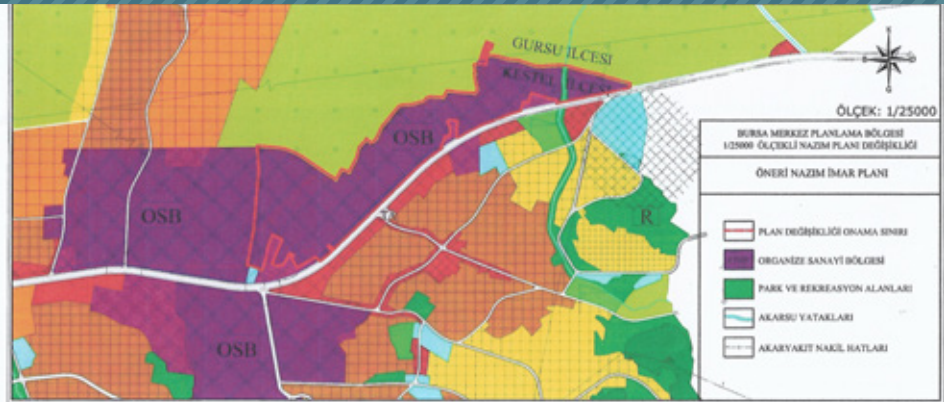 GURSU İLÇESİ
KESTEL İLÇESİ
OSB
OSB
OSB
R
K
G
ÖLÇEK: 1/25000
BURSA MERKEZ PLANLAMA BÖLGESİ
1/25000 ÖLÇEKLİ NAZIM PLANI DEĞİŞİKLİĞİ
ÖNERİ NAZIM İMAR PLANI
PLAN DEĞİŞİKLİĞİ ONAMA SINIRI
ORGANİZE SANAYİ BÖLGESİ
PARK VE REKREASYON ALANLARI
AKARSU YATAKLARI
AKARYAKIT NAKİL HATLARI